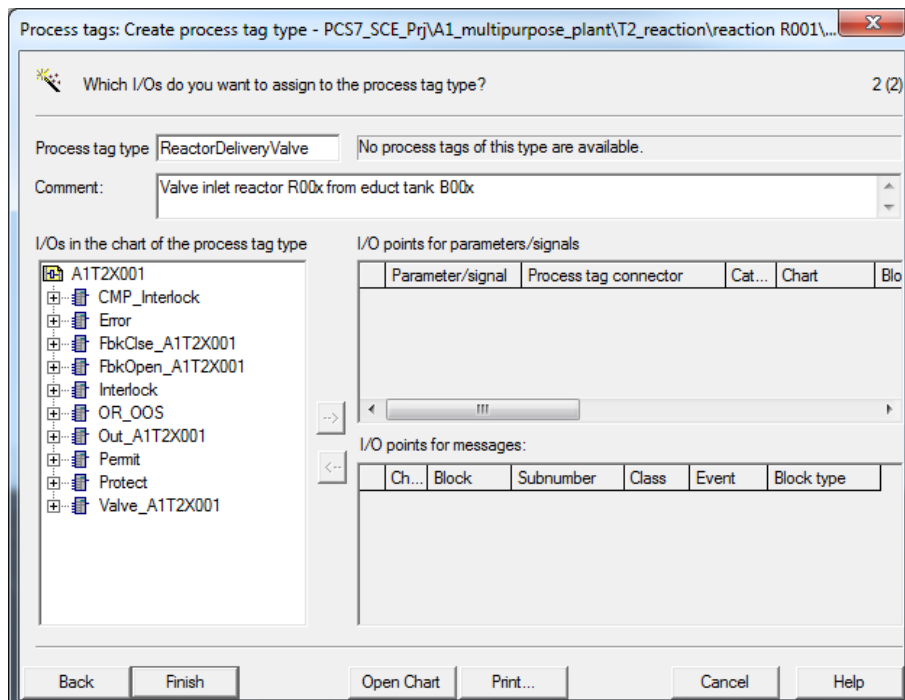 Process tags: Create process tag type - PCS7_SCE_Prj\A1_multipurpose_plant\T2_reaction\reaction R001\...
Which I/Os do you want to assign to the process tag type? 2 (2)
Process tag type ReactorDeliveryValve No process tags of this type are available.
Comment: Valve inlet reactor R00x from educt tank B00x
I/Os in the chart of the process tag type
A1T2X001
CMP_Interlock
Error
FbkClse_A1T2X001
FbkOpen_A1T2X001
Interlock
OR_OOS
Out_A1T2X001
Permit
Protect
Valve_A1T2X001
-->
<--
I/O points for parameters/signals
Parameter/signal Process tag connector Cat... Chart Blo
I/O points for messages:
Ch... Block Subnumber Class Event Block type
Back Finish Open Chart Print... Cancel Help